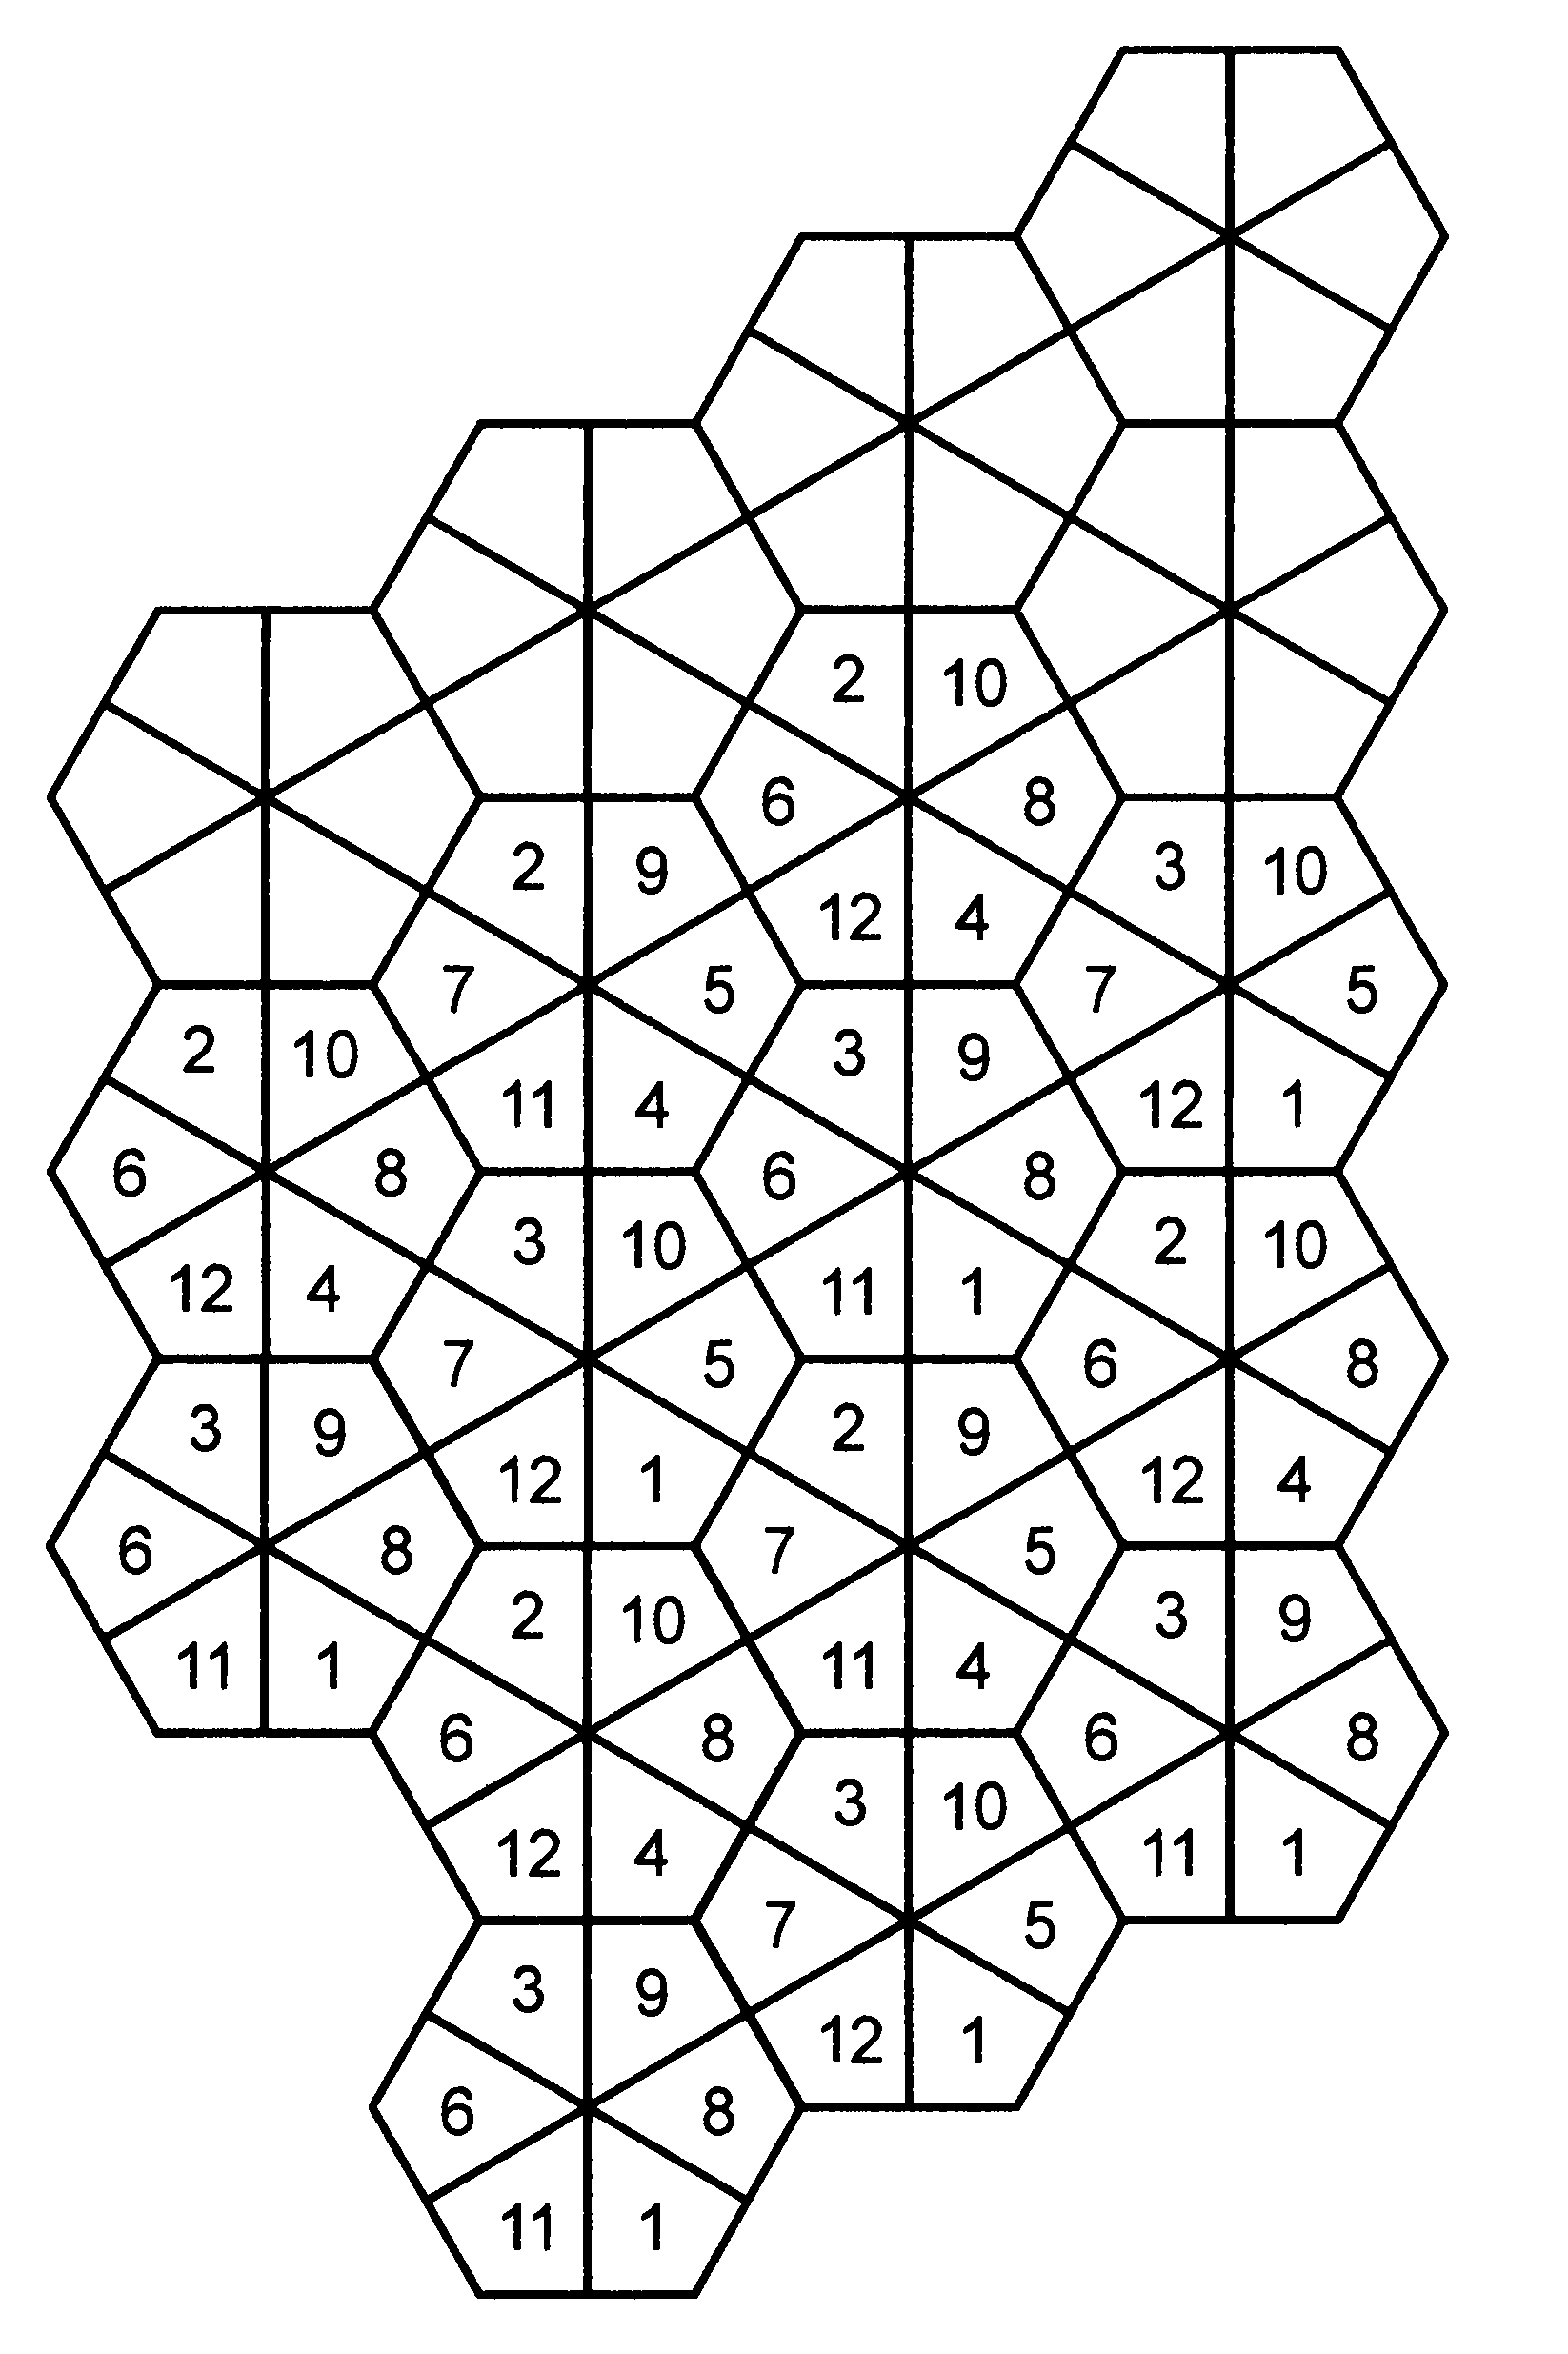 2 10
6 8
2 9 12 4 3 10
7 5 7 5
2 10 3 9
11 4 12 1
6 8 6 8
3 10 2 10
12 4 11 1
7 5 6 8
3 9 2 9
12 1 12 4
6 8 7 5
2 10 3 9
11 1 11 4
6 8 6 8
3 10
12 4 11 1
7 5
3 9
12 1
6 8
11 1